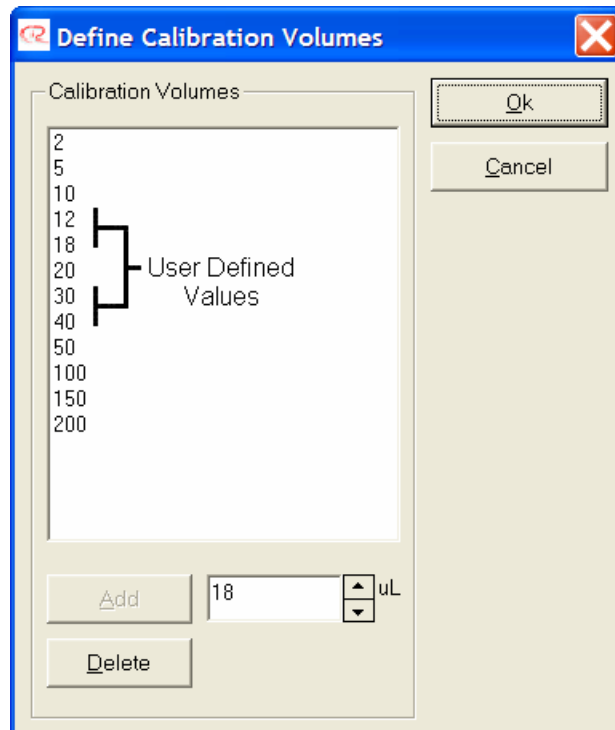 Define Calibration Volumes
Calibration Volumes
2
5
10
12
18
20
30
40
50
100
150
200
User Defined
Values
Ok
Cancel
Add
18
uL
Delete